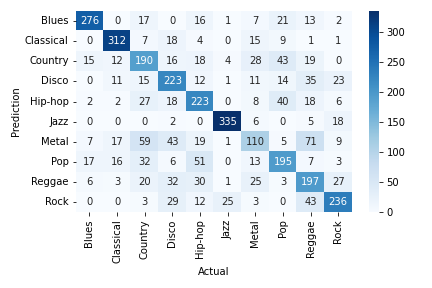 Blues 276 0 17 0 16 1 7 21 13 2
Classical 0 312 7 18 4 0 15 9 1 1
Country 15 12 190 16 18 4 28 43 19 0
Disco 0 11 15 223 12 1 11 14 35 23
Hip-hop 2 2 27 18 223 0 8 40 18 6
Jazz 0 0 2 0 0 335 6 0 5 18
Metal 7 17 59 43 19 1 110 5 71 9
Pop 17 16 32 6 51 0 13 195 7 3
Reggae 6 3 20 32 30 1 25 3 197 27
Rock 0 0 3 29 12 25 3 0 43 236
Blues Classical Country Disco Hip-hop Jazz Metal Pop Reggae Rock
Actual
Prediction
300
250
200
150
100
50
0